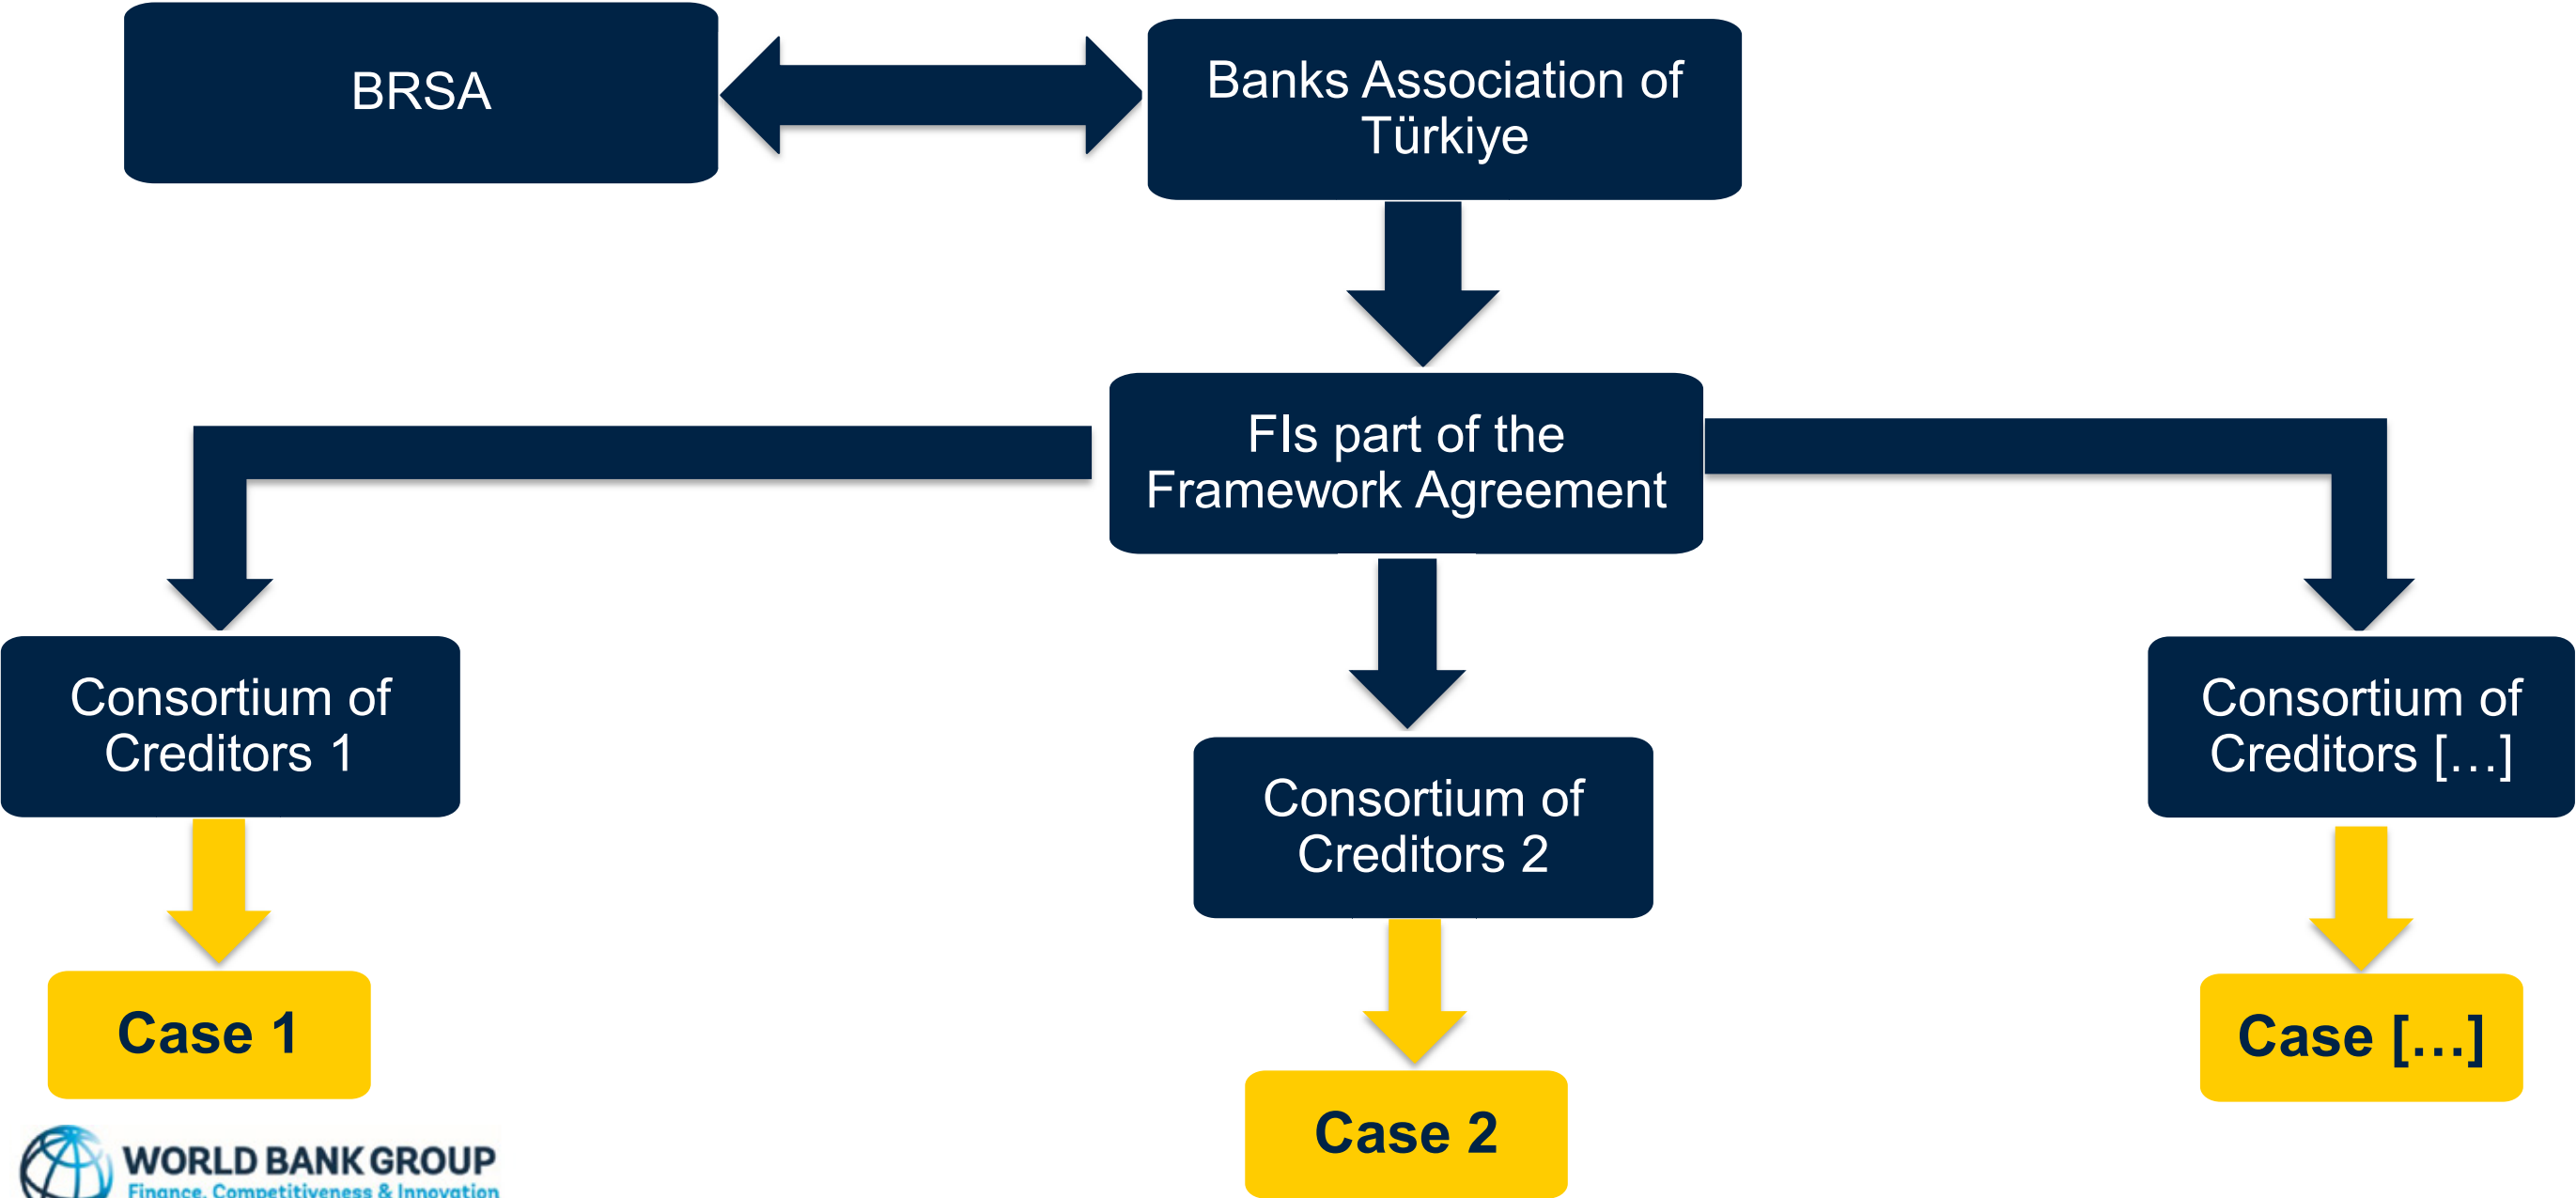 BRSA
Banks Association of
Türkiye
FIs part of the
Framework Agreement
Consortium of
Creditors 1
Consortium of
Creditors 2
Consortium of
Creditors […]
Case 1
Case 2
Case […]
WORLD BANK GROUP
Finance, Competitiveness & Innovation